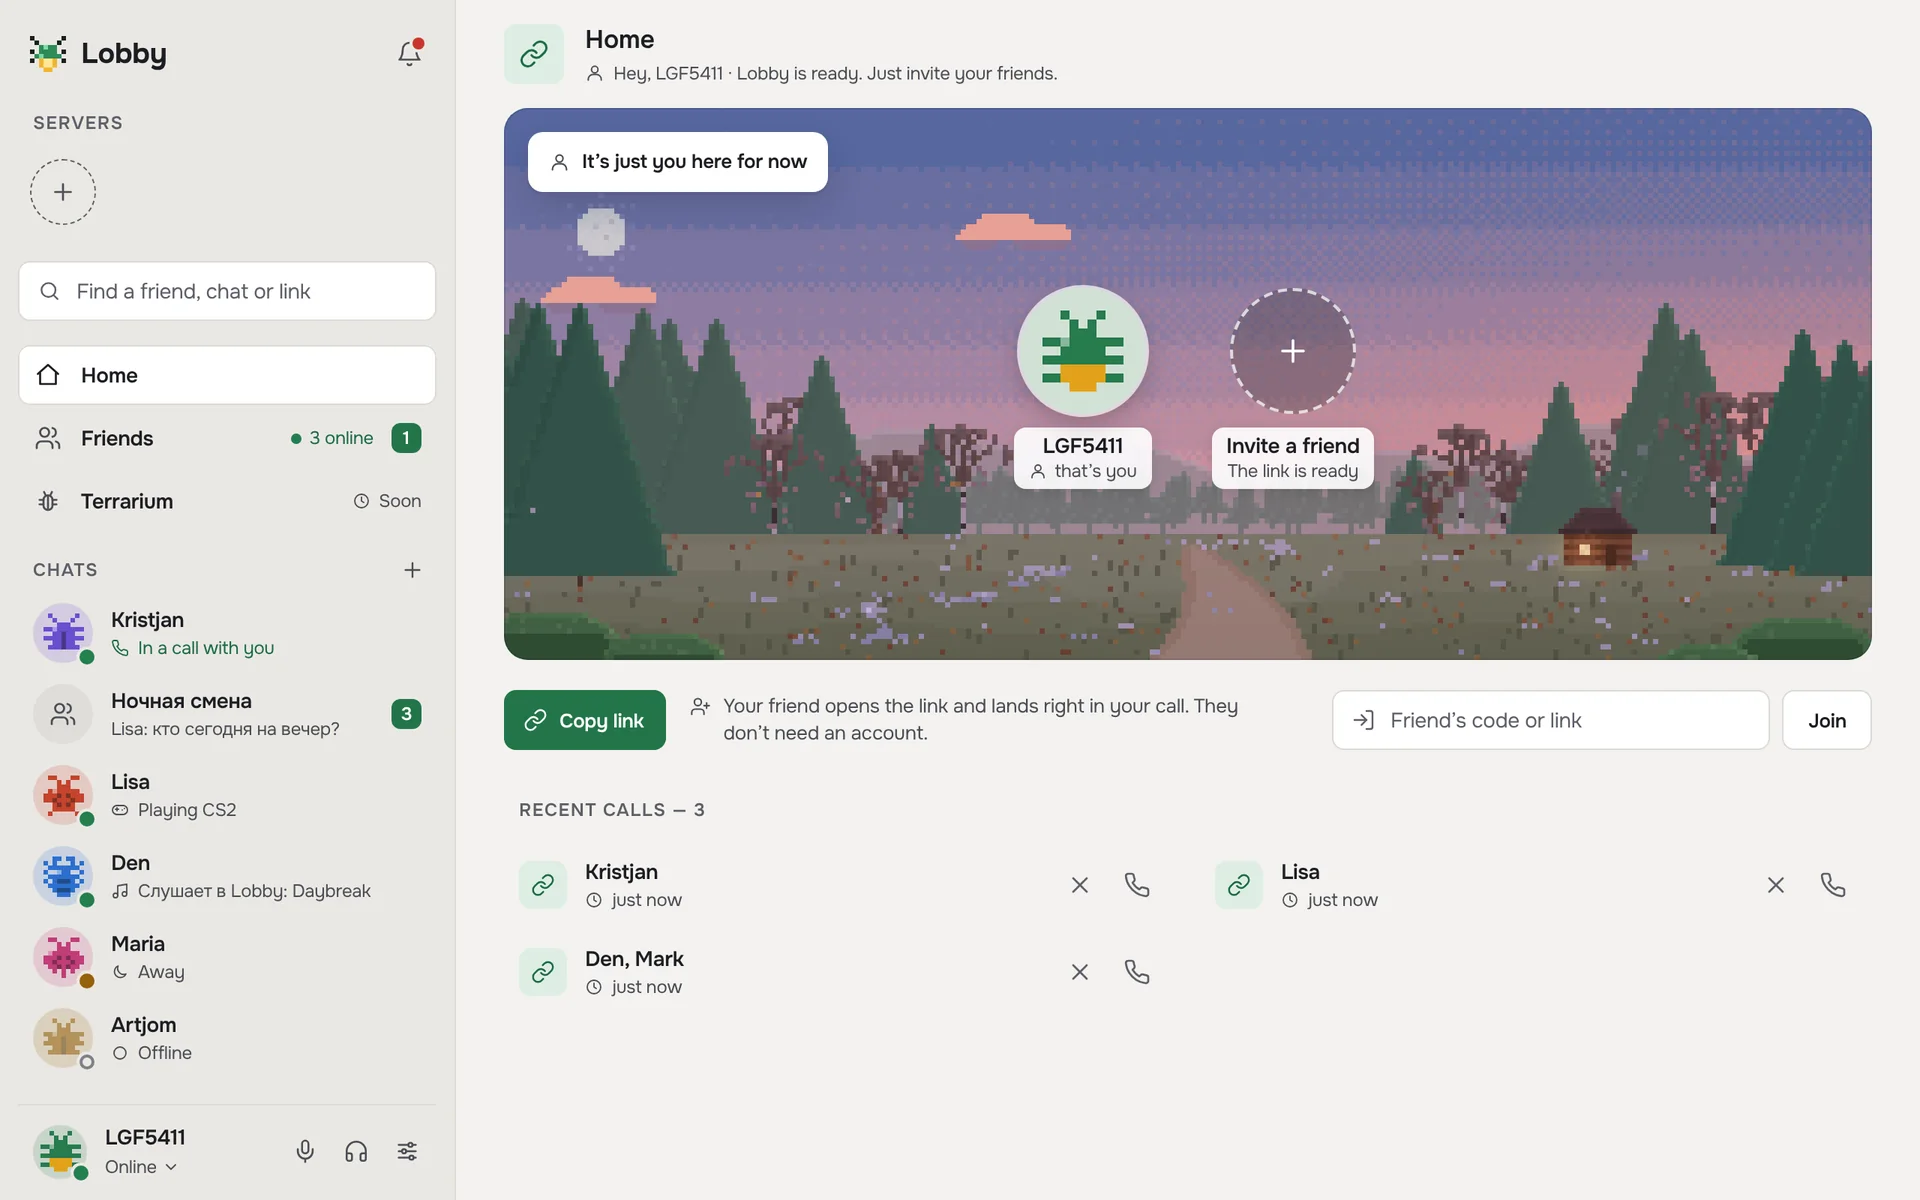 Lobby
SERVERS
Find a friend, chat or link
Home
Friends
3 online
1
Terrarium
Soon
CHATS
Kristjan
In a call with you
Ночная смена
Lisa: кто сегодня на вечер?
3
Lisa
Playing CS2
Den
Слушает в Lobby: Daybreak
Maria
Away
Artjom
Offline
LGF5411
Online
Home
Hey, LGF5411 · Lobby is ready. Just invite your friends.
It’s just you here for now
LGF5411
that’s you
Invite a friend
The link is ready
Copy link
Your friend opens the link and lands right in your call. They
don’t need an account.
Friend’s code or link
Join
RECENT CALLS — 3
Kristjan
just now
Lisa
just now
Den, Mark
just now